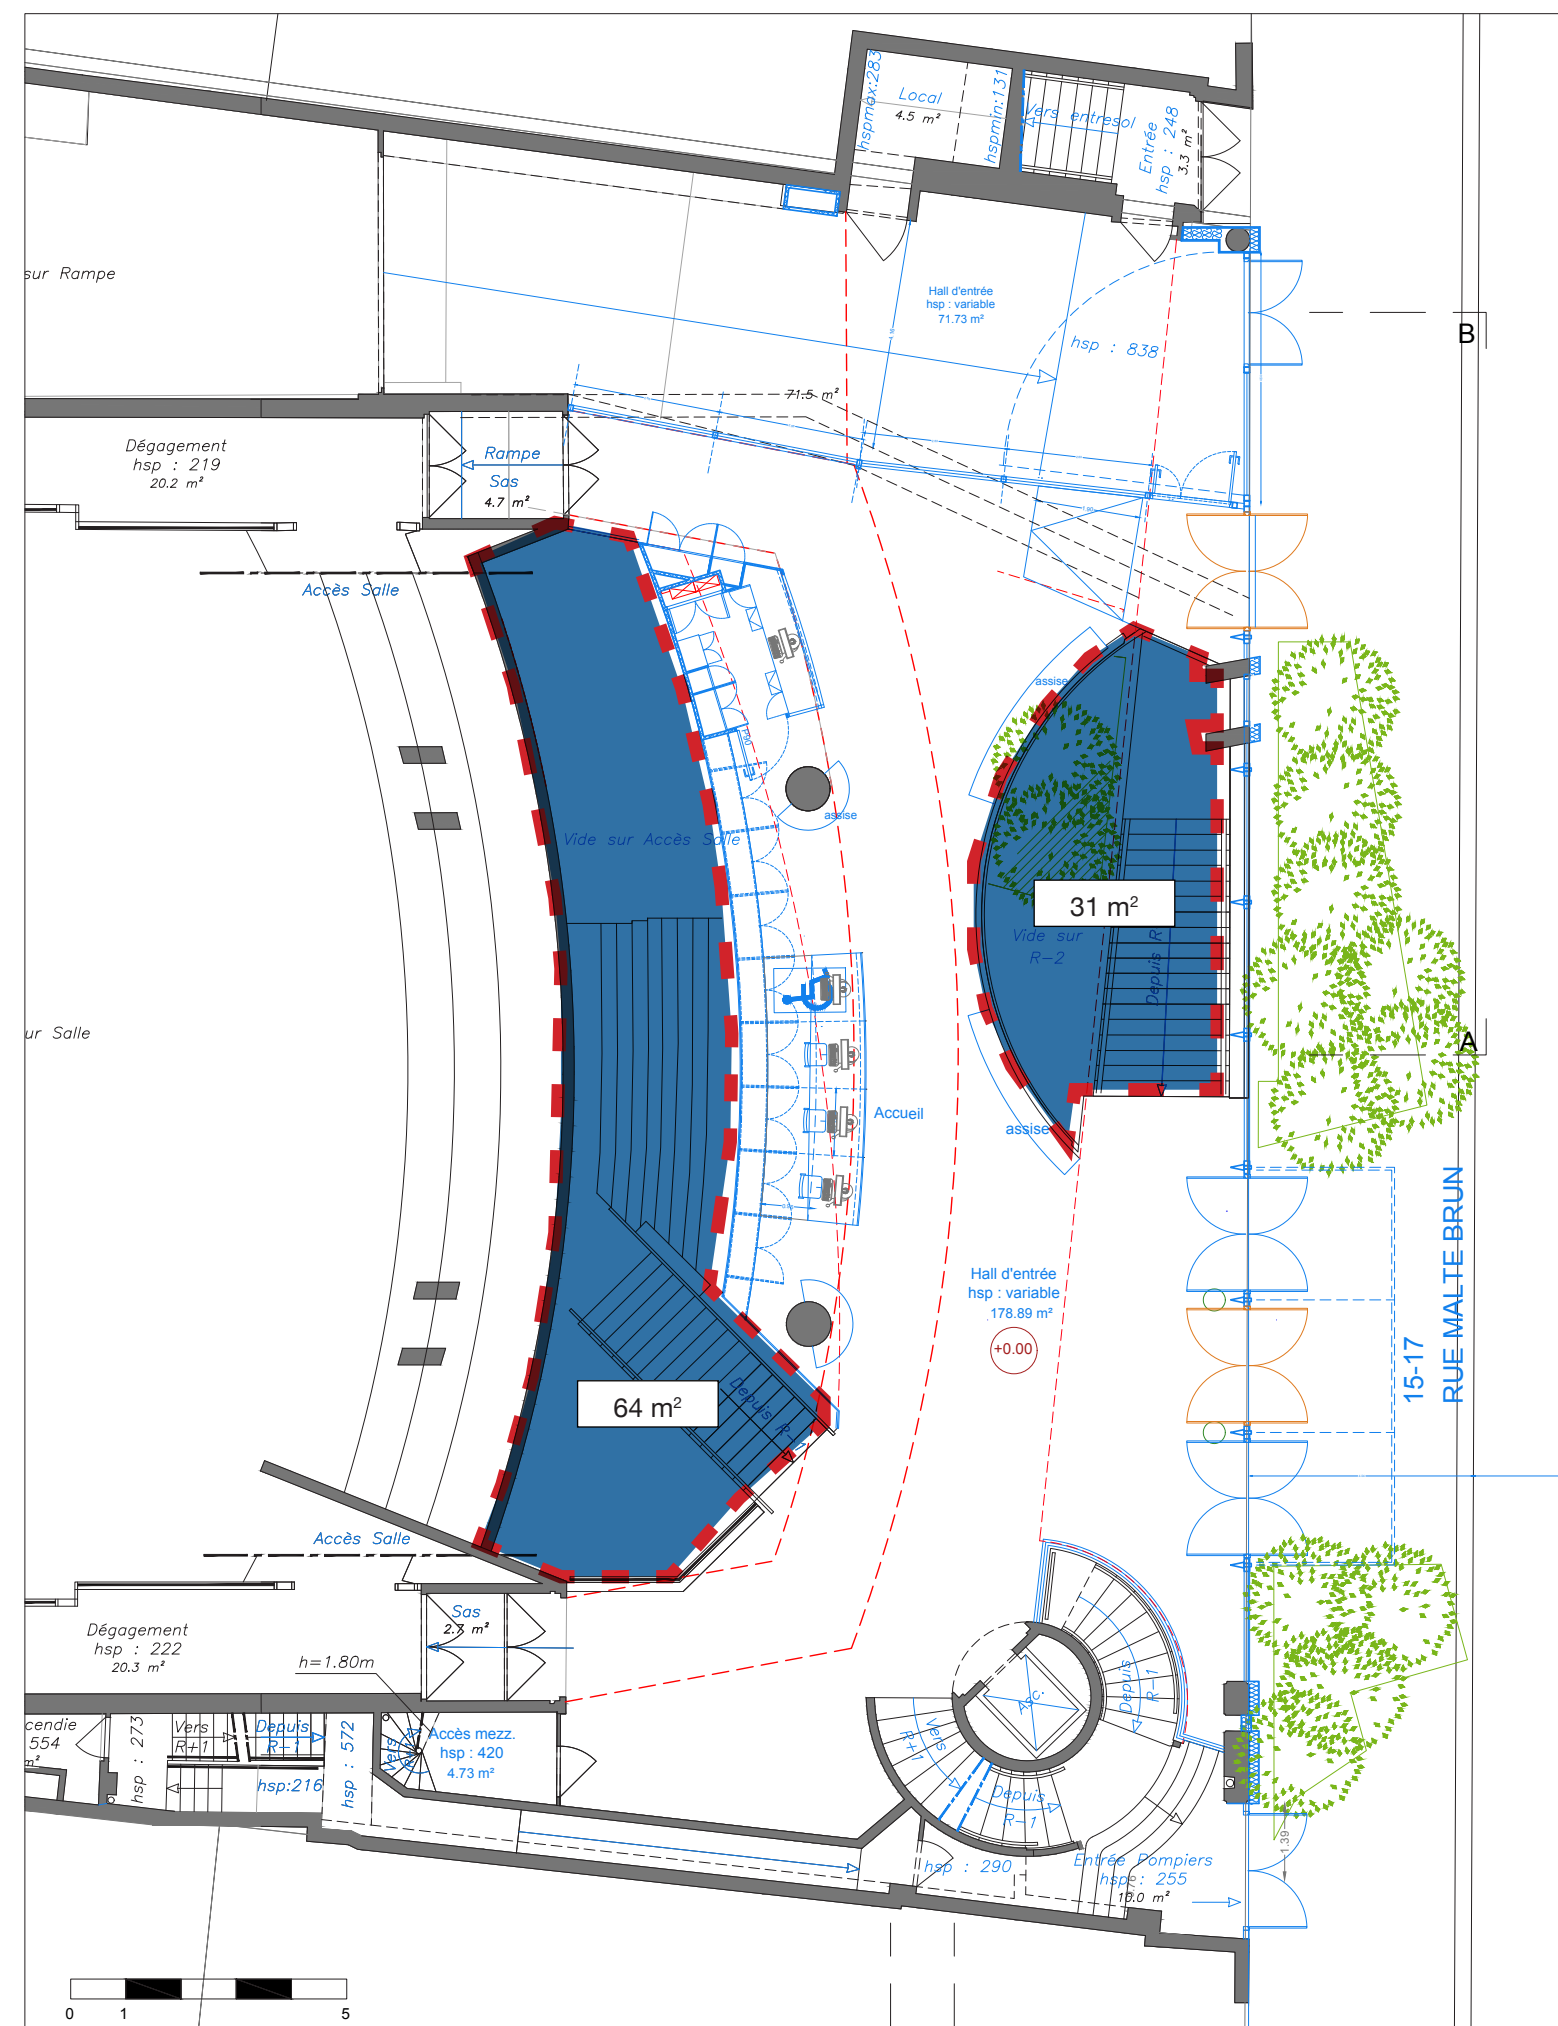 hspmax:283
Local
4.5 m²
hspmin:131
Vers entresol
Entrée
hsp : 248
3.3 m²
sur Rampe
Hall d'entrée
hsp : variable
71.73 m²
hsp : 838
B
71.5 m²
Dégagement
hsp : 219
20.2 m²
Rampe
Sas
4.7 m²
Accès Salle
assise
P90
assise
Vide sur Accès Salle
31 m²
Vide sur
R-2
Depuis R
ur Salle
A
Accueil
assise
RUE MALTE BRUN
15-17
Hall d'entrée
hsp : variable
178.89 m²
+0.00
64 m²
Depuis R-1
Accès Salle
Dégagement
hsp : 222
20.3 m²
Sas
2.7 m²
h=1.80m
Asc.
Depuis
R-1
cendie
554
m²
hsp : 273
Vers
R+1
Depuis
R-1
hsp:216
hsp : 572
Vers
Accès mezz.
hsp : 420
4.73 m²
Vers
R+1
Depuis
R-1
hsp : 290
Entrée Pompiers
hsp : 255
10.0 m²
1.39
0
1
5